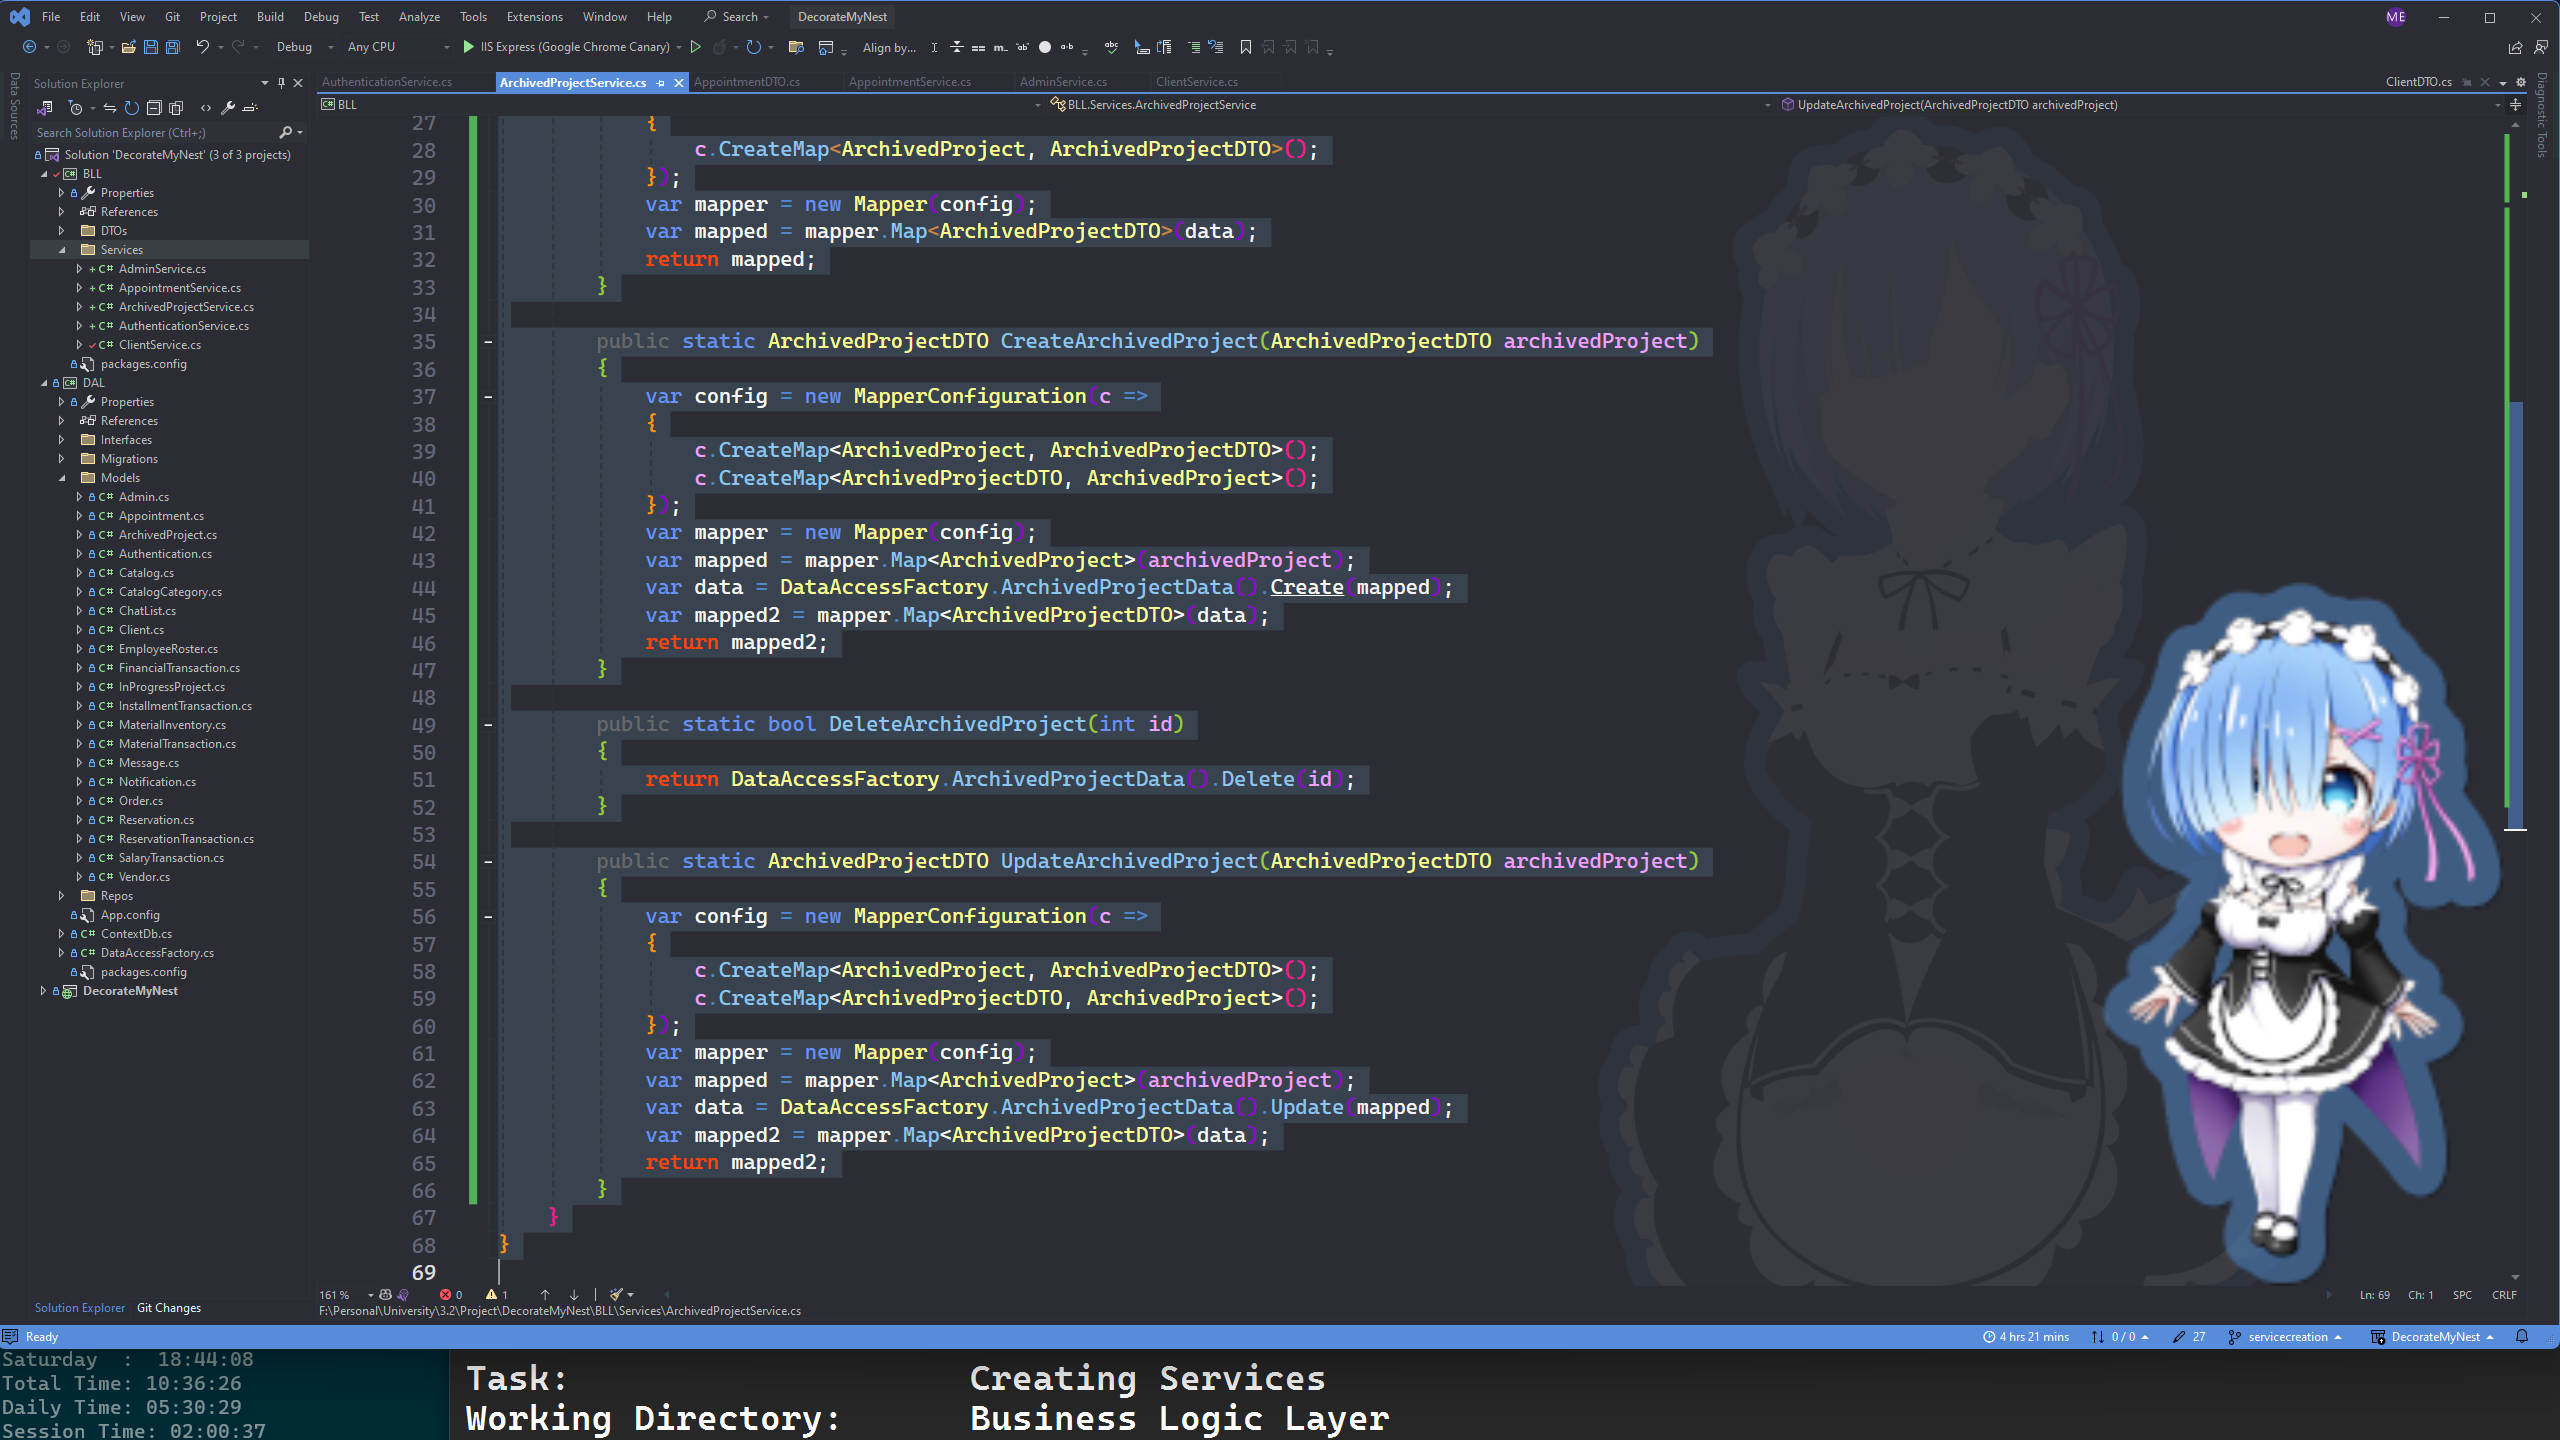 File Edit View Git Project Build Debug Test Analyze Tools Extensions Window Help Search DecorateMyNest ME
Debug Any CPU IIS Express (Google Chrome Canary) Align by...
Data Sources
Solution Explorer
AuthenticationService.cs ArchivedProjectService.cs AppointmentDTO.cs AppointmentService.cs AdminService.cs ClientService.cs ClientDTO.cs
BLL BLL.Services.ArchivedProjectService UpdateArchivedProject(ArchivedProjectDTO archivedProject)
Diagnostic Tools
Search Solution Explorer (Ctrl+;)
Solution 'DecorateMyNest' (3 of 3 projects)
BLL
Properties
References
DTOs
Services
AdminService.cs
AppointmentService.cs
ArchivedProjectService.cs
AuthenticationService.cs
ClientService.cs
packages.config
DAL
Properties
References
Interfaces
Migrations
Models
Admin.cs
Appointment.cs
ArchivedProject.cs
Authentication.cs
Catalog.cs
CatalogCategory.cs
ChatList.cs
Client.cs
EmployeeRoster.cs
FinancialTransaction.cs
InProgressProject.cs
InstallmentTransaction.cs
MaterialInventory.cs
MaterialTransaction.cs
Message.cs
Notification.cs
Order.cs
Reservation.cs
ReservationTransaction.cs
SalaryTransaction.cs
Vendor.cs
Repos
App.config
ContextDb.cs
DataAccessFactory.cs
packages.config
DecorateMyNest
Solution Explorer Git Changes
27 {
28 c.CreateMap<ArchivedProject, ArchivedProjectDTO>();
29 });
30 var mapper = new Mapper(config);
31 var mapped = mapper.Map<ArchivedProjectDTO>(data);
32 return mapped;
33 }
34
35 public static ArchivedProjectDTO CreateArchivedProject(ArchivedProjectDTO archivedProject)
36 {
37 var config = new MapperConfiguration(c =>
38 {
39 c.CreateMap<ArchivedProject, ArchivedProjectDTO>();
40 c.CreateMap<ArchivedProjectDTO, ArchivedProject>();
41 });
42 var mapper = new Mapper(config);
43 var mapped = mapper.Map<ArchivedProject>(archivedProject);
44 var data = DataAccessFactory.ArchivedProjectData().Create(mapped);
45 var mapped2 = mapper.Map<ArchivedProjectDTO>(data);
46 return mapped2;
47 }
48
49 public static bool DeleteArchivedProject(int id)
50 {
51 return DataAccessFactory.ArchivedProjectData().Delete(id);
52 }
53
54 public static ArchivedProjectDTO UpdateArchivedProject(ArchivedProjectDTO archivedProject)
55 {
56 var config = new MapperConfiguration(c =>
57 {
58 c.CreateMap<ArchivedProject, ArchivedProjectDTO>();
59 c.CreateMap<ArchivedProjectDTO, ArchivedProject>();
60 });
61 var mapper = new Mapper(config);
62 var mapped = mapper.Map<ArchivedProject>(archivedProject);
63 var data = DataAccessFactory.ArchivedProjectData().Update(mapped);
64 var mapped2 = mapper.Map<ArchivedProjectDTO>(data);
65 return mapped2;
66 }
67 }
68 }
69
161 % 0 1 Ln: 69 Ch: 1 SPC CRLF
F:\Personal\University\3.2\Project\DecorateMyNest\BLL\Services\ArchivedProjectService.cs
Ready 4 hrs 21 mins 0 / 0 27 servicecreation DecorateMyNest
Saturday : 18:44:08
Total Time: 10:36:26
Daily Time: 05:30:29
Session Time: 02:00:37
Task: Creating Services
Working Directory: Business Logic Layer